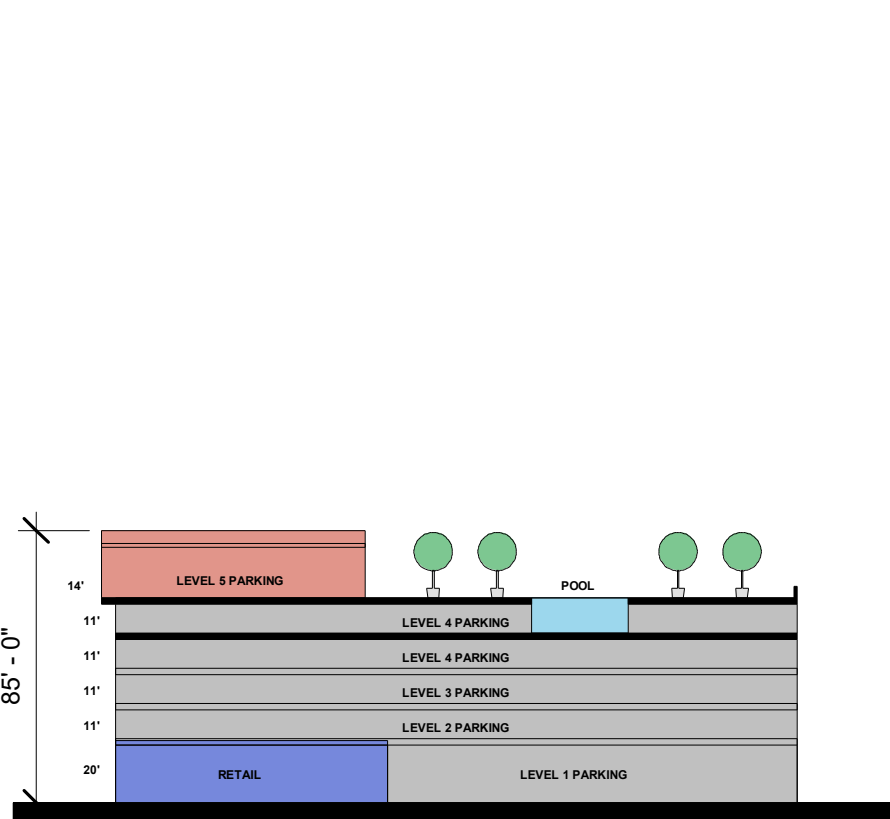 LEVEL 5 PARKING
14'
POOL
11'
LEVEL 4 PARKING
11'
LEVEL 4 PARKING
85' - 0"
11'
LEVEL 3 PARKING
11'
LEVEL 2 PARKING
20'
RETAIL
LEVEL 1 PARKING